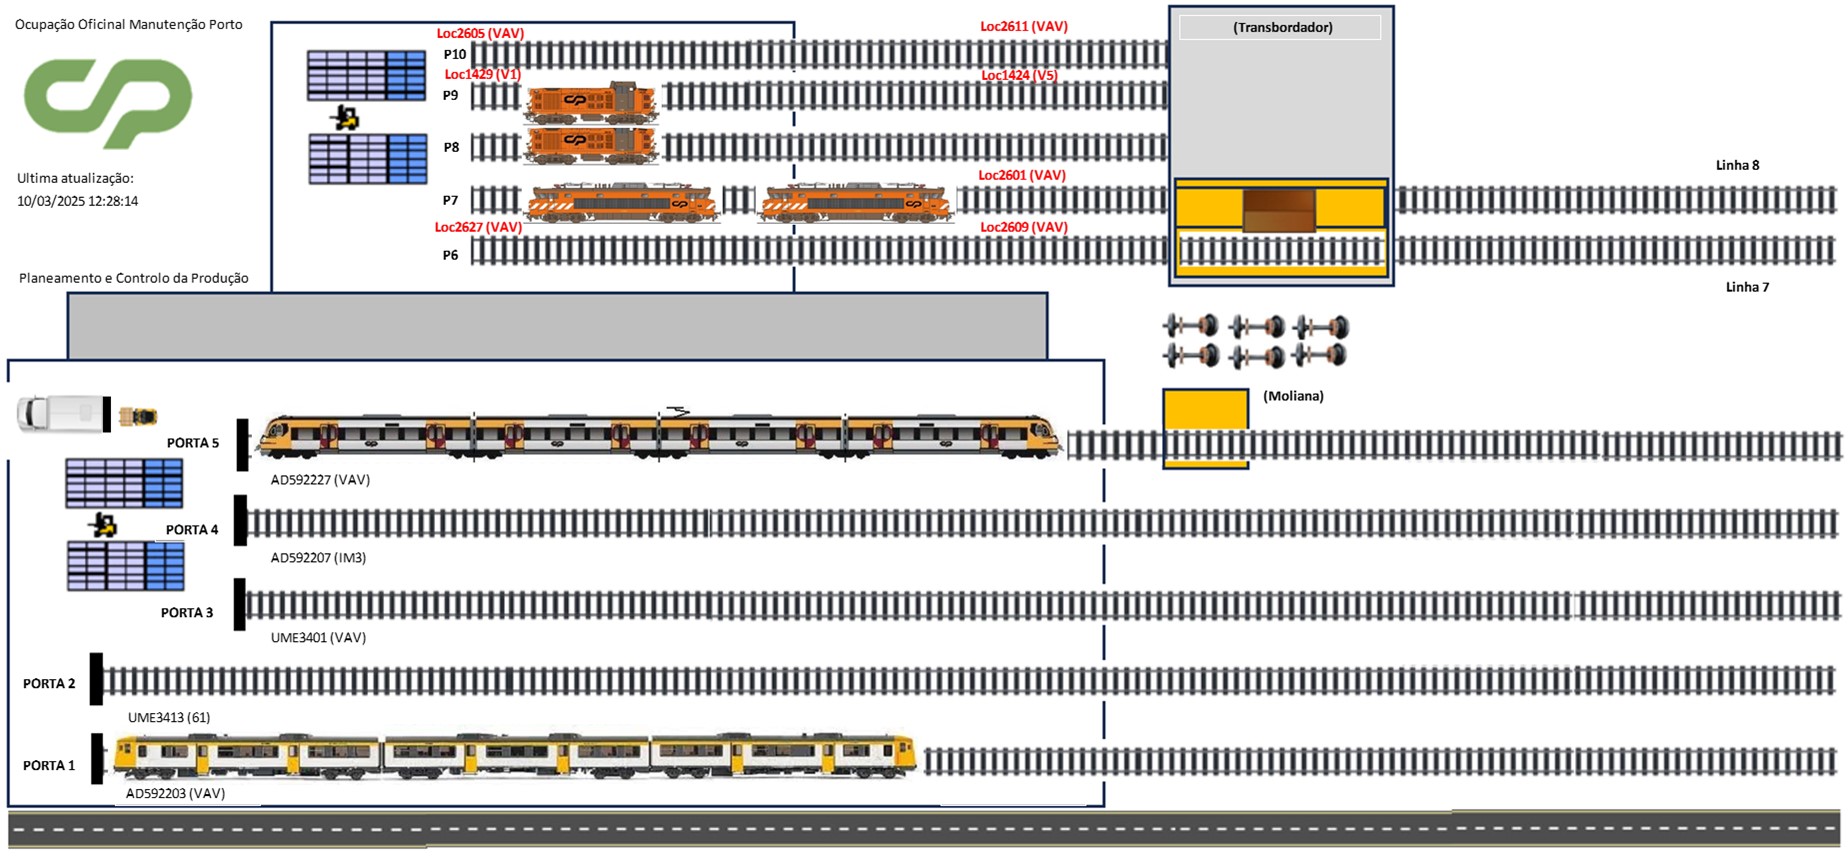 Ocupação Oficinal Manutenção Porto
CP
Ultima atualização:
10/03/2025 12:28:14
Planeamento e Controlo da Produção
Loc2605 (VAV)
Loc2611 (VAV)
P10
Loc1429 (V1)
Loc1424 (V5)
P9
P8
Loc2601 (VAV)
P7
Loc2627 (VAV)
Loc2609 (VAV)
P6
(Transbordador)
Linha 8
Linha 7
(Moliana)
PORTA 5
AD592227 (VAV)
PORTA 4
AD592207 (IM3)
PORTA 3
UME3401 (VAV)
PORTA 2
UME3413 (61)
PORTA 1
AD592203 (VAV)